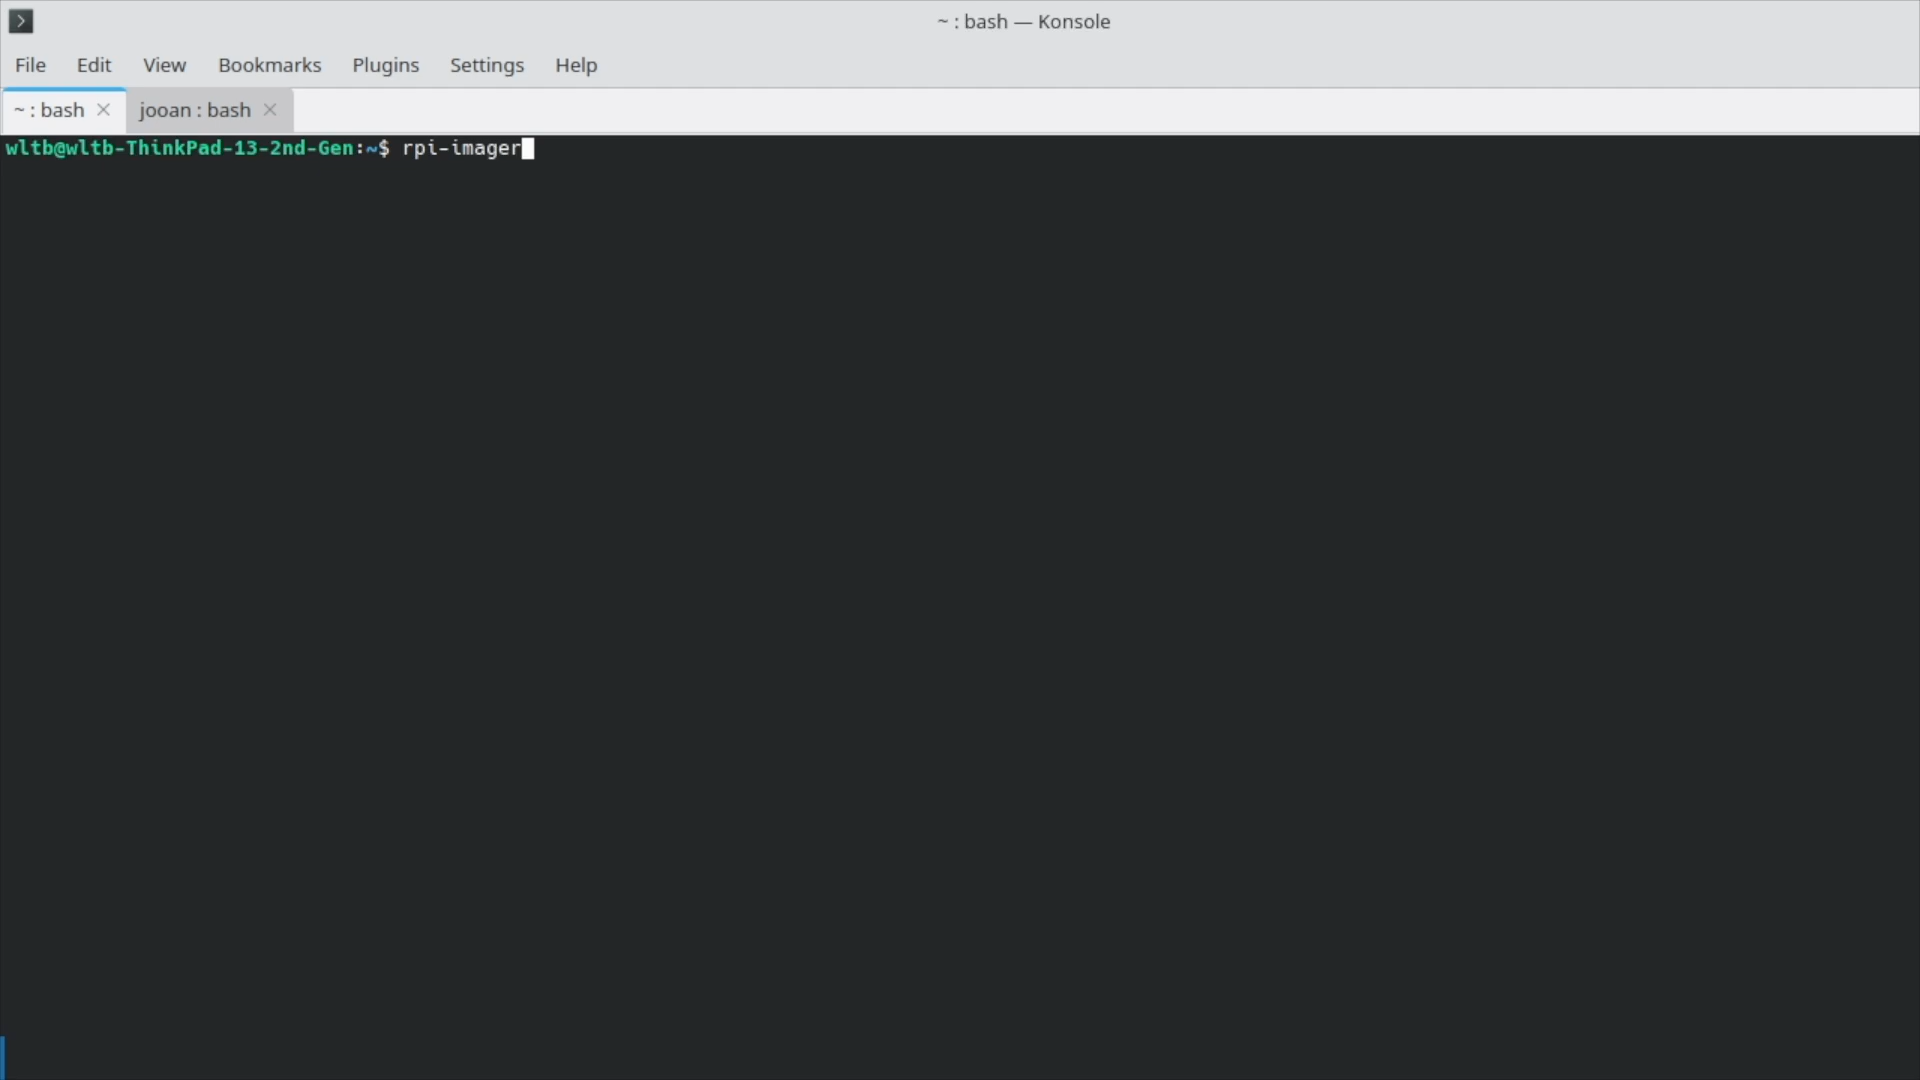 ~ : bash — Konsole
File Edit View Bookmarks Plugins Settings Help
~ : bash jooan : bash
wltb@wltb-ThinkPad-13-2nd-Gen:~$ rpi-imager